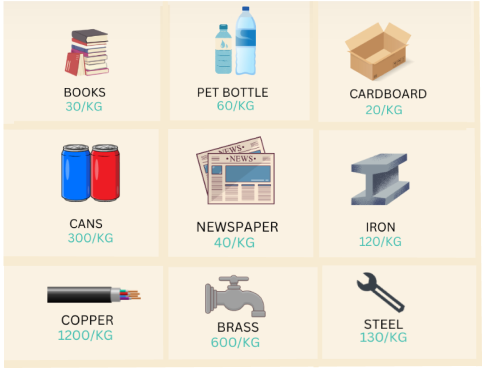 BOOKS
30/KG
PET BOTTLE
60/KG
CARDBOARD
20/KG
CANS
300/KG
NEWS
NEWS
NEWSPAPER
40/KG
IRON
120/KG
COPPER
1200/KG
BRASS
600/KG
STEEL
130/KG